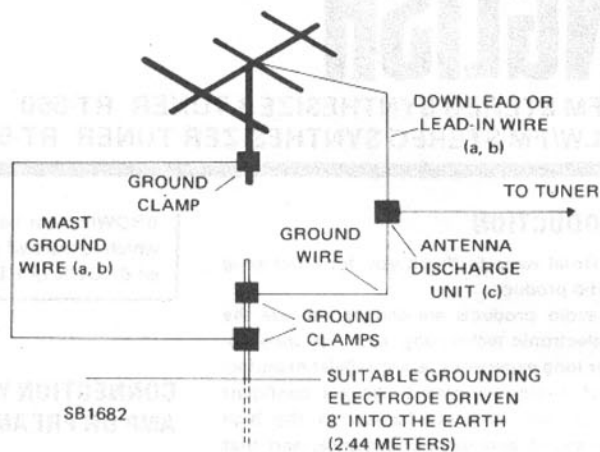 DOWNLEAD OR
LEAD-IN WIRE
(a, b)
GROUND
CLAMP
TO TUNER
MAST
GROUND
WIRE (a, b)
GROUND
WIRE
ANTENNA
DISCHARGE
UNIT (c)
GROUND
CLAMPS
UNITARY GROUNDING
ELECTRODE DRIVEN
8' INTO THE EARTH
(2.44 METERS)
SB1682